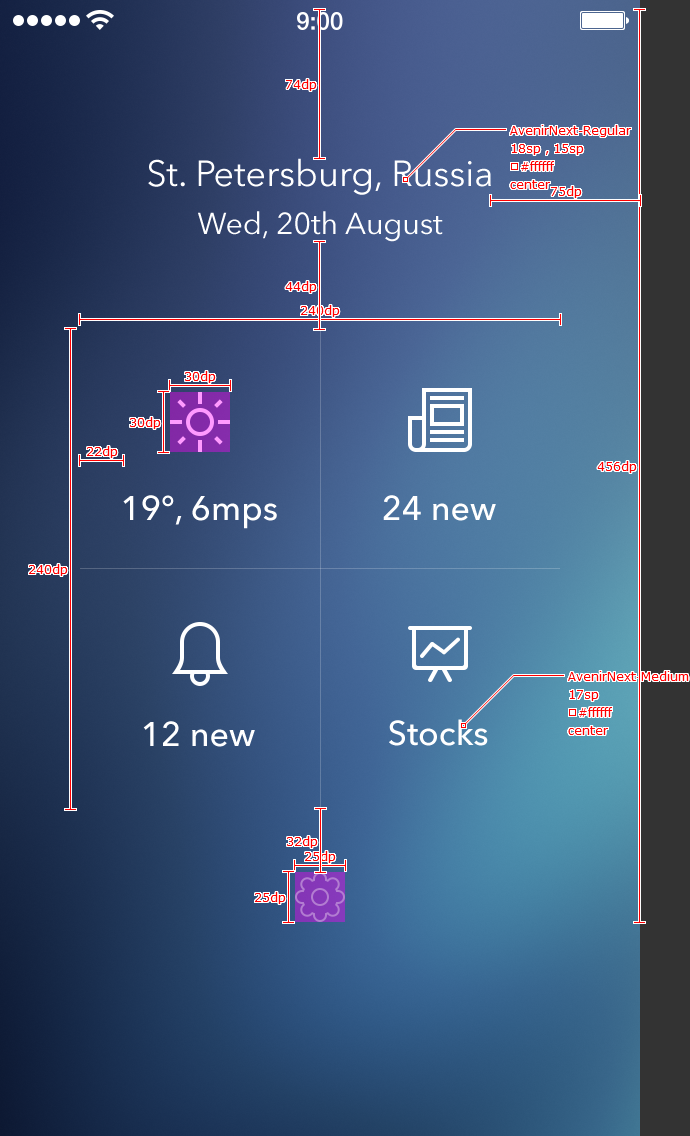 9:00
74dp
AvenirNext-Regular
18sp , 15sp
#ffffff
center
75dp
St. Petersburg, Russia
Wed, 20th August
44dp
240dp
30dp
30dp
22dp
19°, 6mps
24 new
456dp
240dp
AvenirNext-Medium
17sp
#ffffff
center
12 new
Stocks
32dp
25dp
25dp